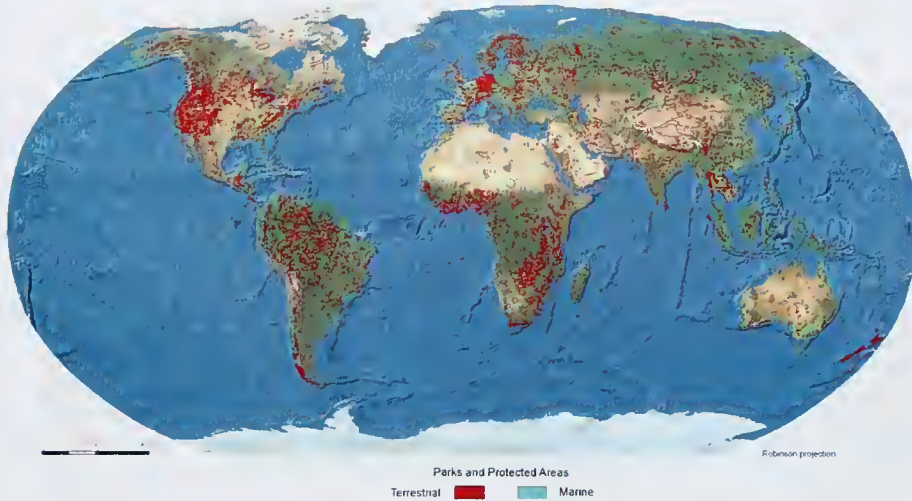 Robinson projection
Parks and Protected Areas
Terrestrial Marine